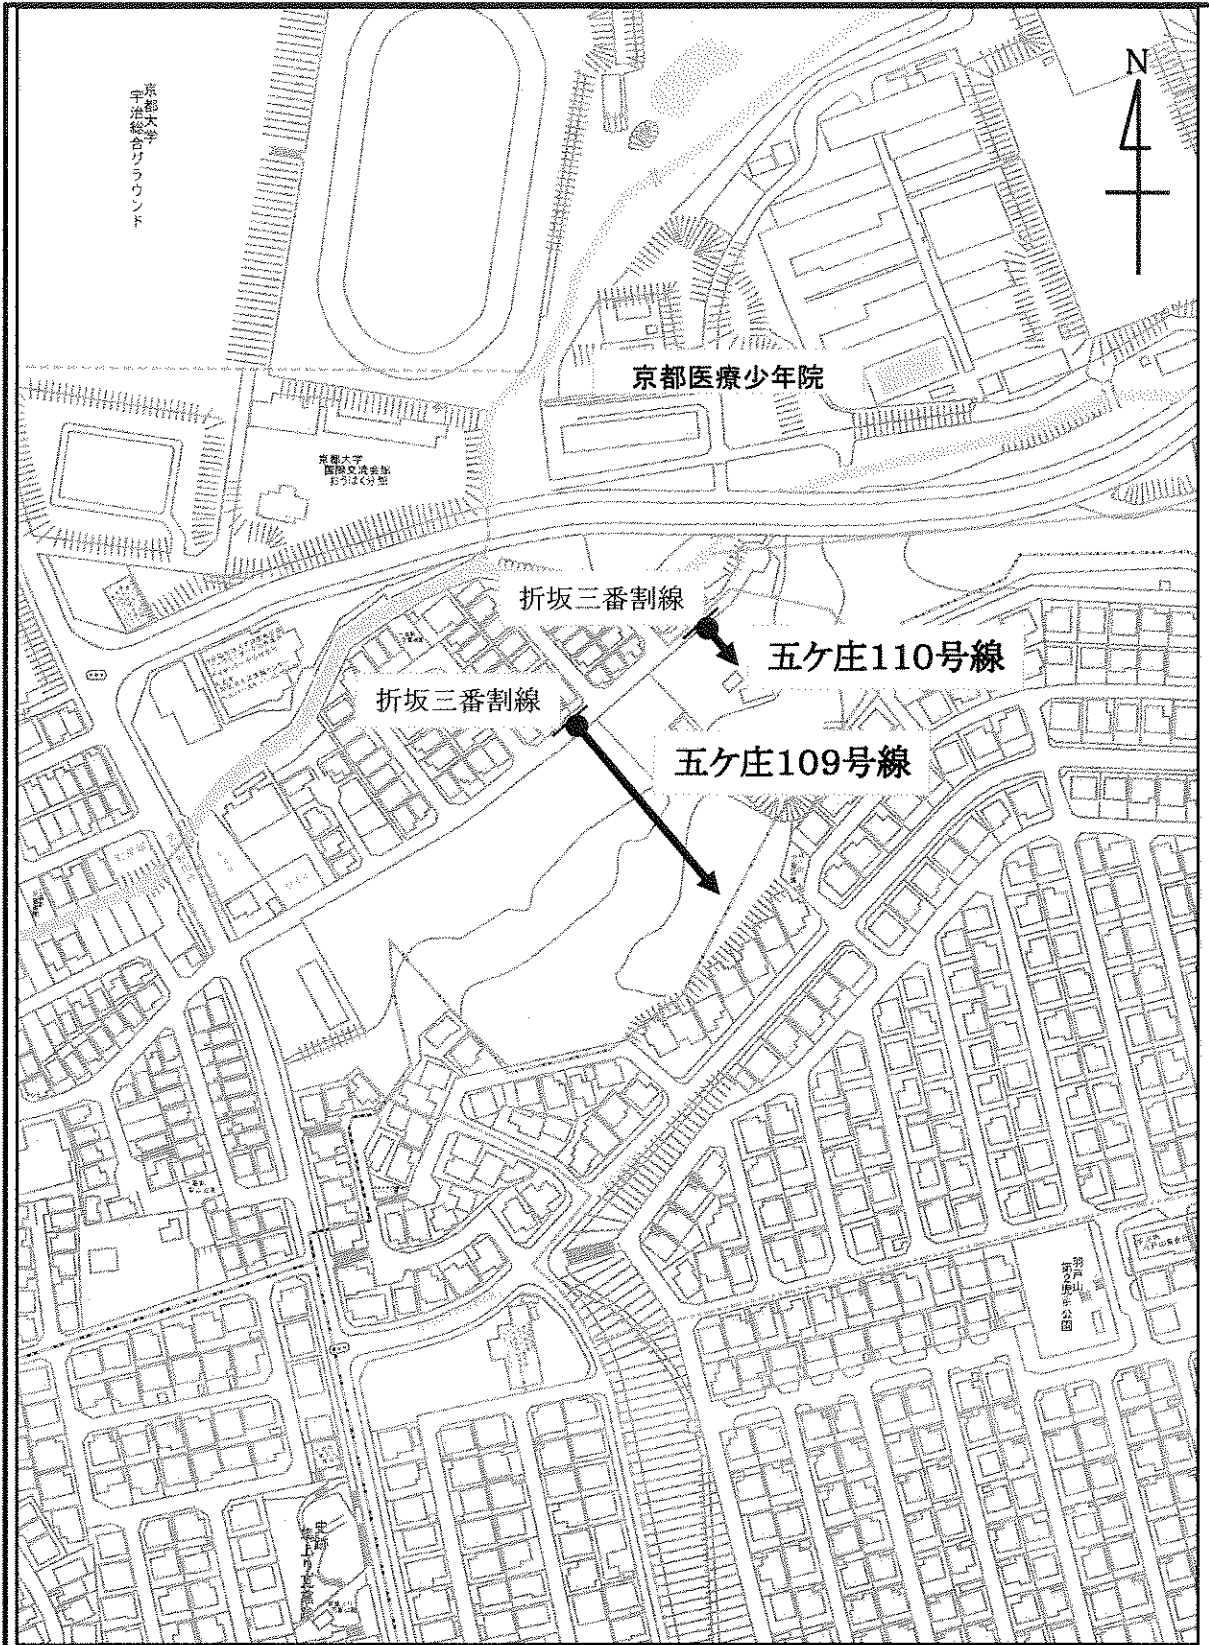 N
京都大学
宇治総合グラウンド
京都医療少年院
京都大学
国際交流会館
おうばく分館
折坂三番割線
五ケ庄110号線
折坂三番割線
五ケ庄109号線
史跡